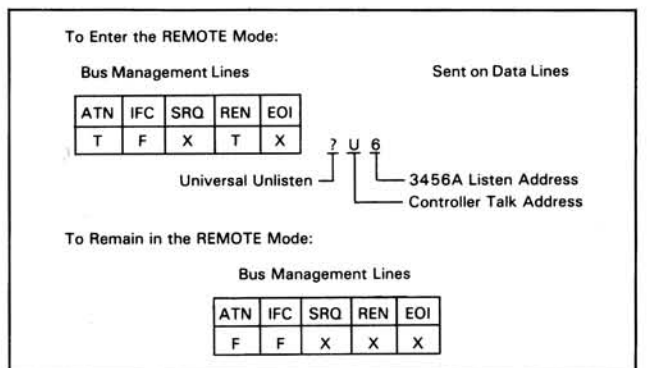 To Enter the REMOTE Mode:
Bus Management Lines
Sent on Data Lines
ATN IFC SRQ REN EOI
T F X T X
? U 6
Universal Unlisten
3456A Listen Address
Controller Talk Address
To Remain in the REMOTE Mode:
Bus Management Lines
ATN IFC SRQ REN EOI
F F X X X